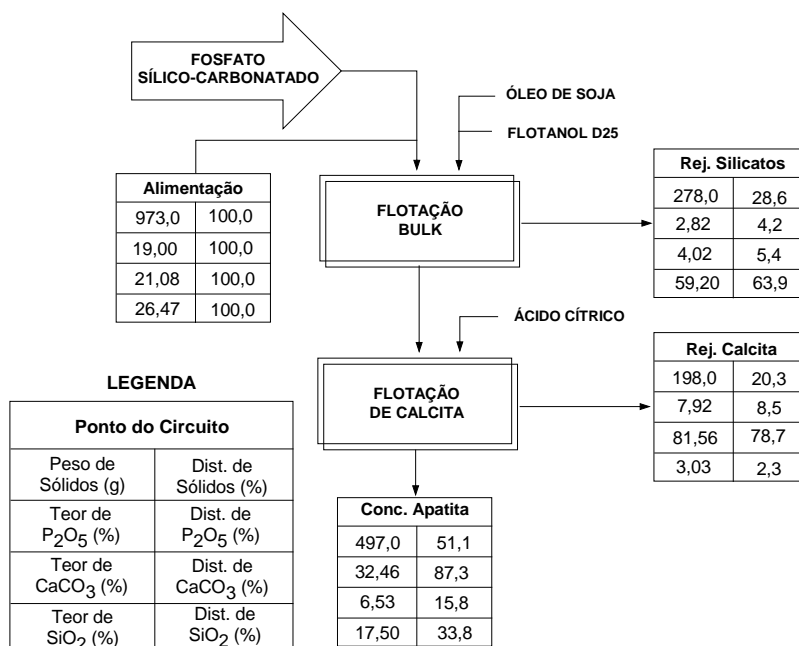 FOSFATO
SÍLICO-CARBONATADO
ÓLEO DE SOJA
FLOTANOL D25
Alimentação
973,0 100,0
19,00 100,0
21,08 100,0
26,47 100,0
FLOTAÇÃO
BULK
Rej. Silicatos
278,0 28,6
2,82 4,2
4,02 5,4
59,20 63,9
ÁCIDO CÍTRICO
FLOTAÇÃO
DE CALCITA
Rej. Calcita
198,0 20,3
7,92 8,5
81,56 78,7
3,03 2,3
LEGENDA
Ponto do Circuito
Peso de Dist. de
Sólidos (g) Sólidos (%)
Teor de Dist. de
P2O5 (%) P2O5 (%)
Teor de Dist. de
CaCO3 (%) CaCO3 (%)
Teor de Dist. de
SiO2 (%) SiO2 (%)
Conc. Apatita
497,0 51,1
32,46 87,3
6,53 15,8
17,50 33,8